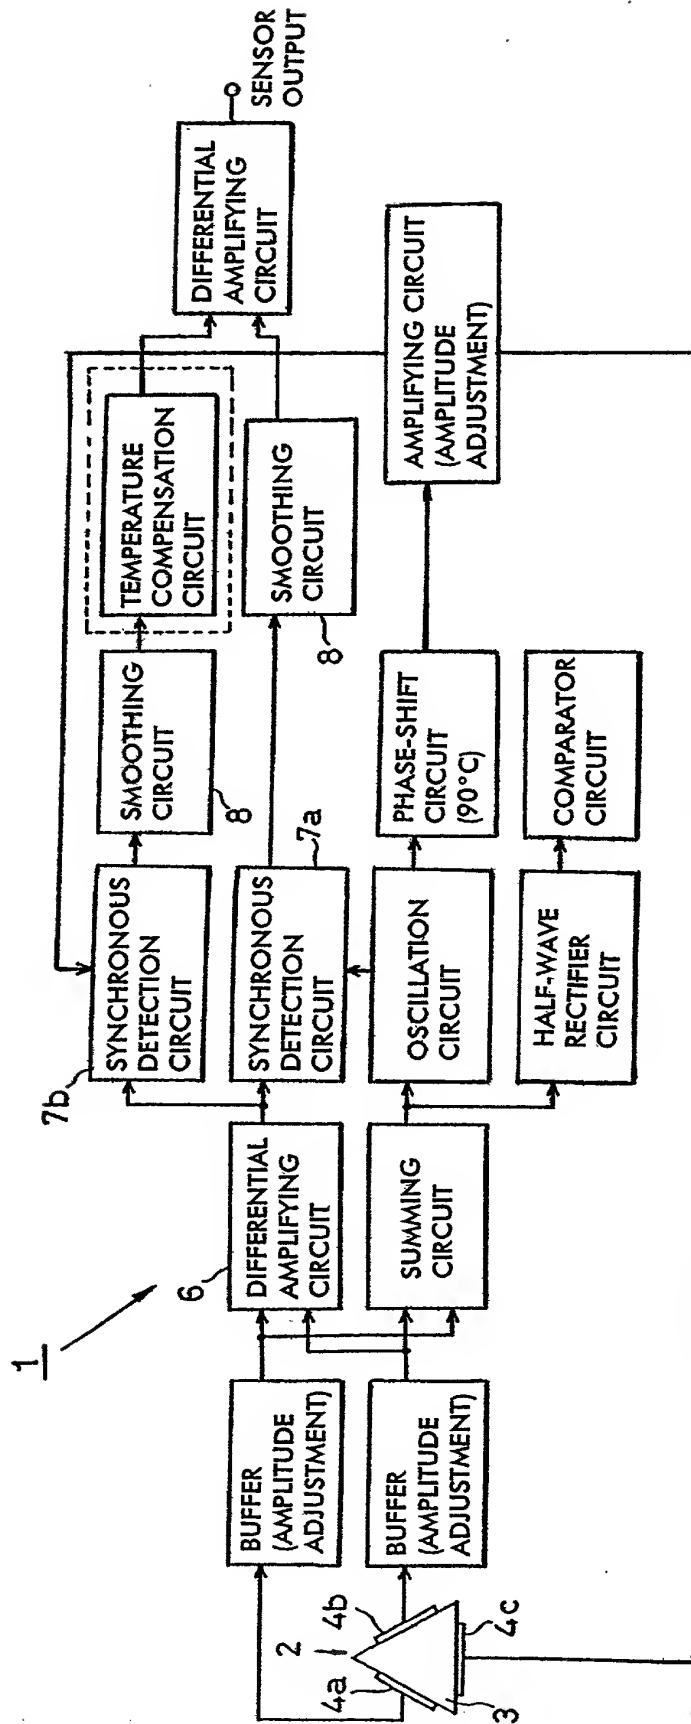 1
2
4a
4b
4c
3
BUFFER
(AMPLITUDE
ADJUSTMENT)
BUFFER
(AMPLITUDE
ADJUSTMENT)
6
DIFFERENTIAL
AMPLIFYING
CIRCUIT
SUMMING
CIRCUIT
7b
SYNCHRONOUS
DETECTION
CIRCUIT
SYNCHRONOUS
DETECTION
CIRCUIT
7a
OSCILLATION
CIRCUIT
HALF-WAVE
RECTIFIER
CIRCUIT
SMOOTHING
CIRCUIT
8
PHASE-SHIFT
CIRCUIT
(90°C)
COMPARATOR
CIRCUIT
TEMPERATURE
COMPENSATION
CIRCUIT
SMOOTHING
CIRCUIT
8
AMPLIFYING CIRCUIT
(AMPLITUDE
ADJUSTMENT)
DIFFERENTIAL
AMPLIFYING
CIRCUIT
SENSOR
OUTPUT